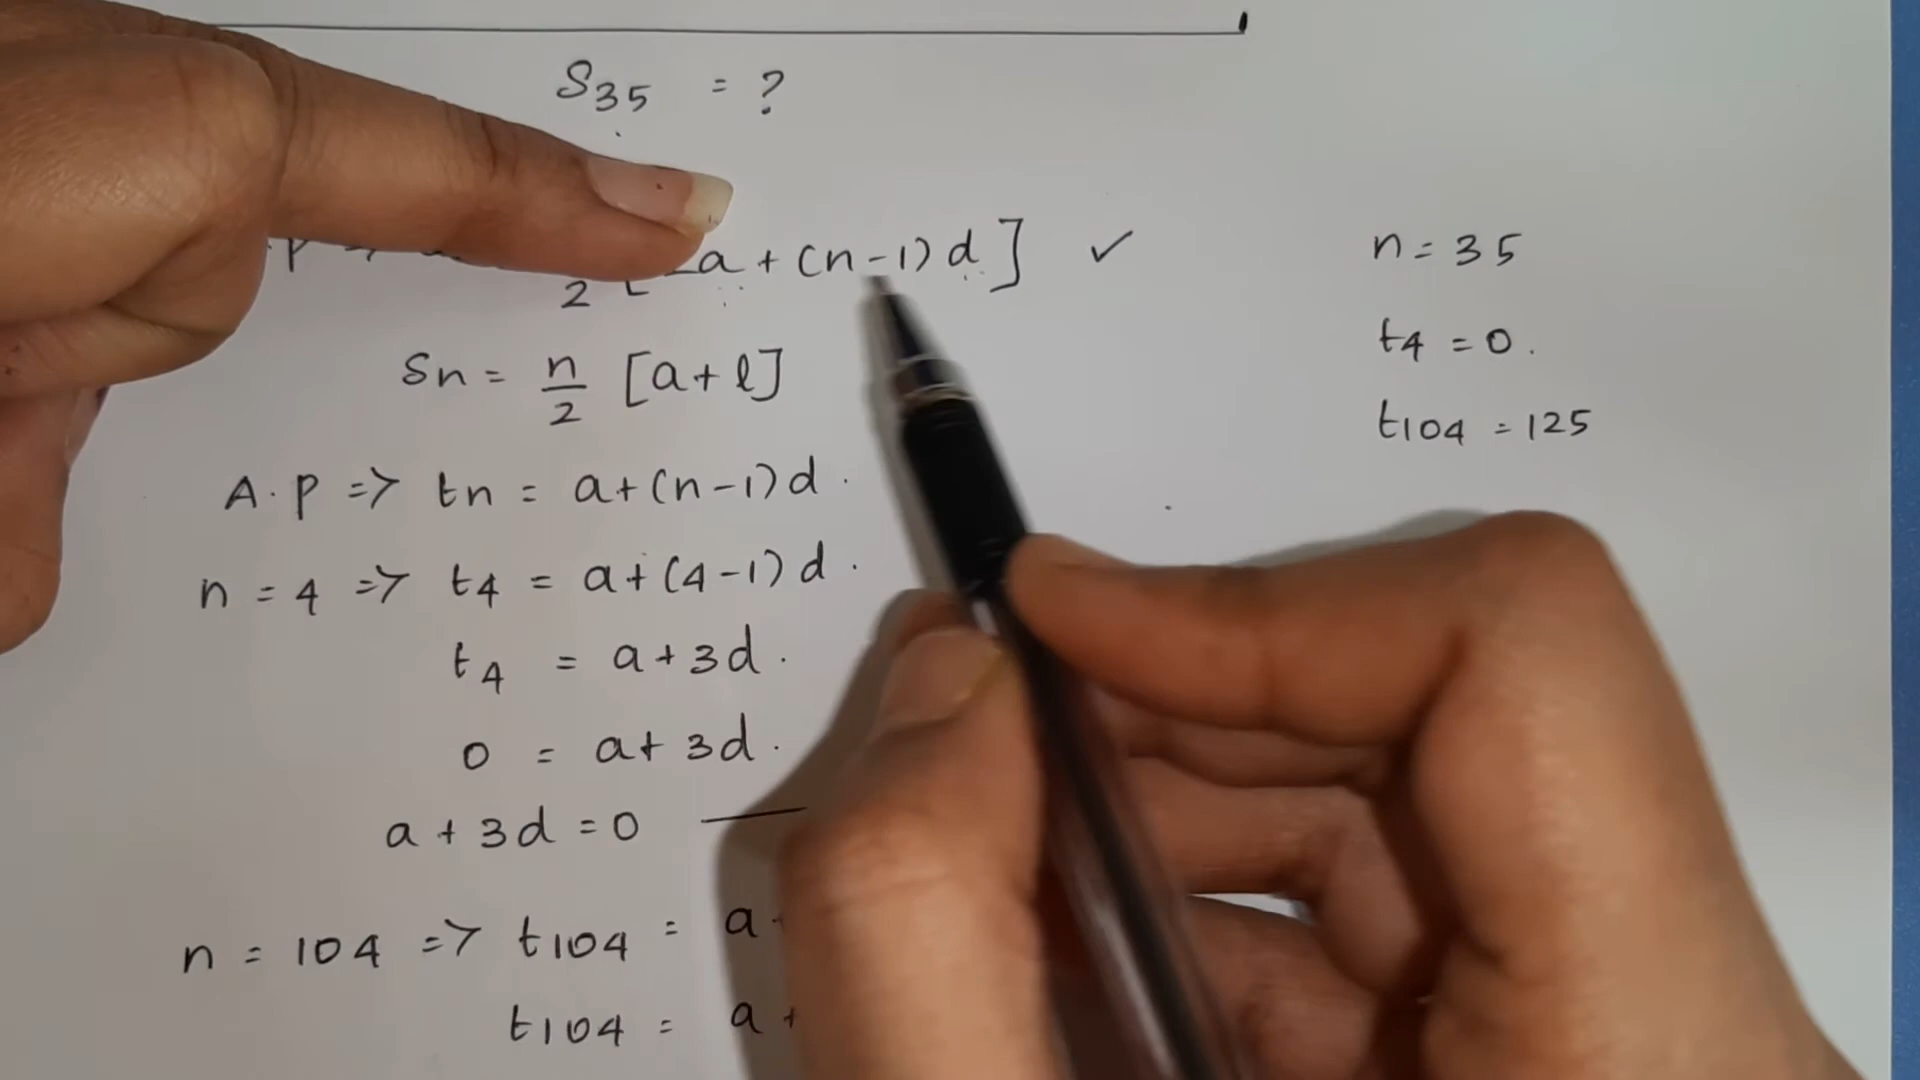 S35 = ?
P 2 [ a + (n-1) d ] ✓
n = 35
Sn = n/2 [a + l]
t4 = 0.
t104 = 125
A.P => tn = a + (n-1) d.
n = 4 => t4 = a + (4-1) d.
t4 = a + 3d.
0 = a + 3d.
a + 3d = 0
n = 104 => t104 = a
t104 = a +